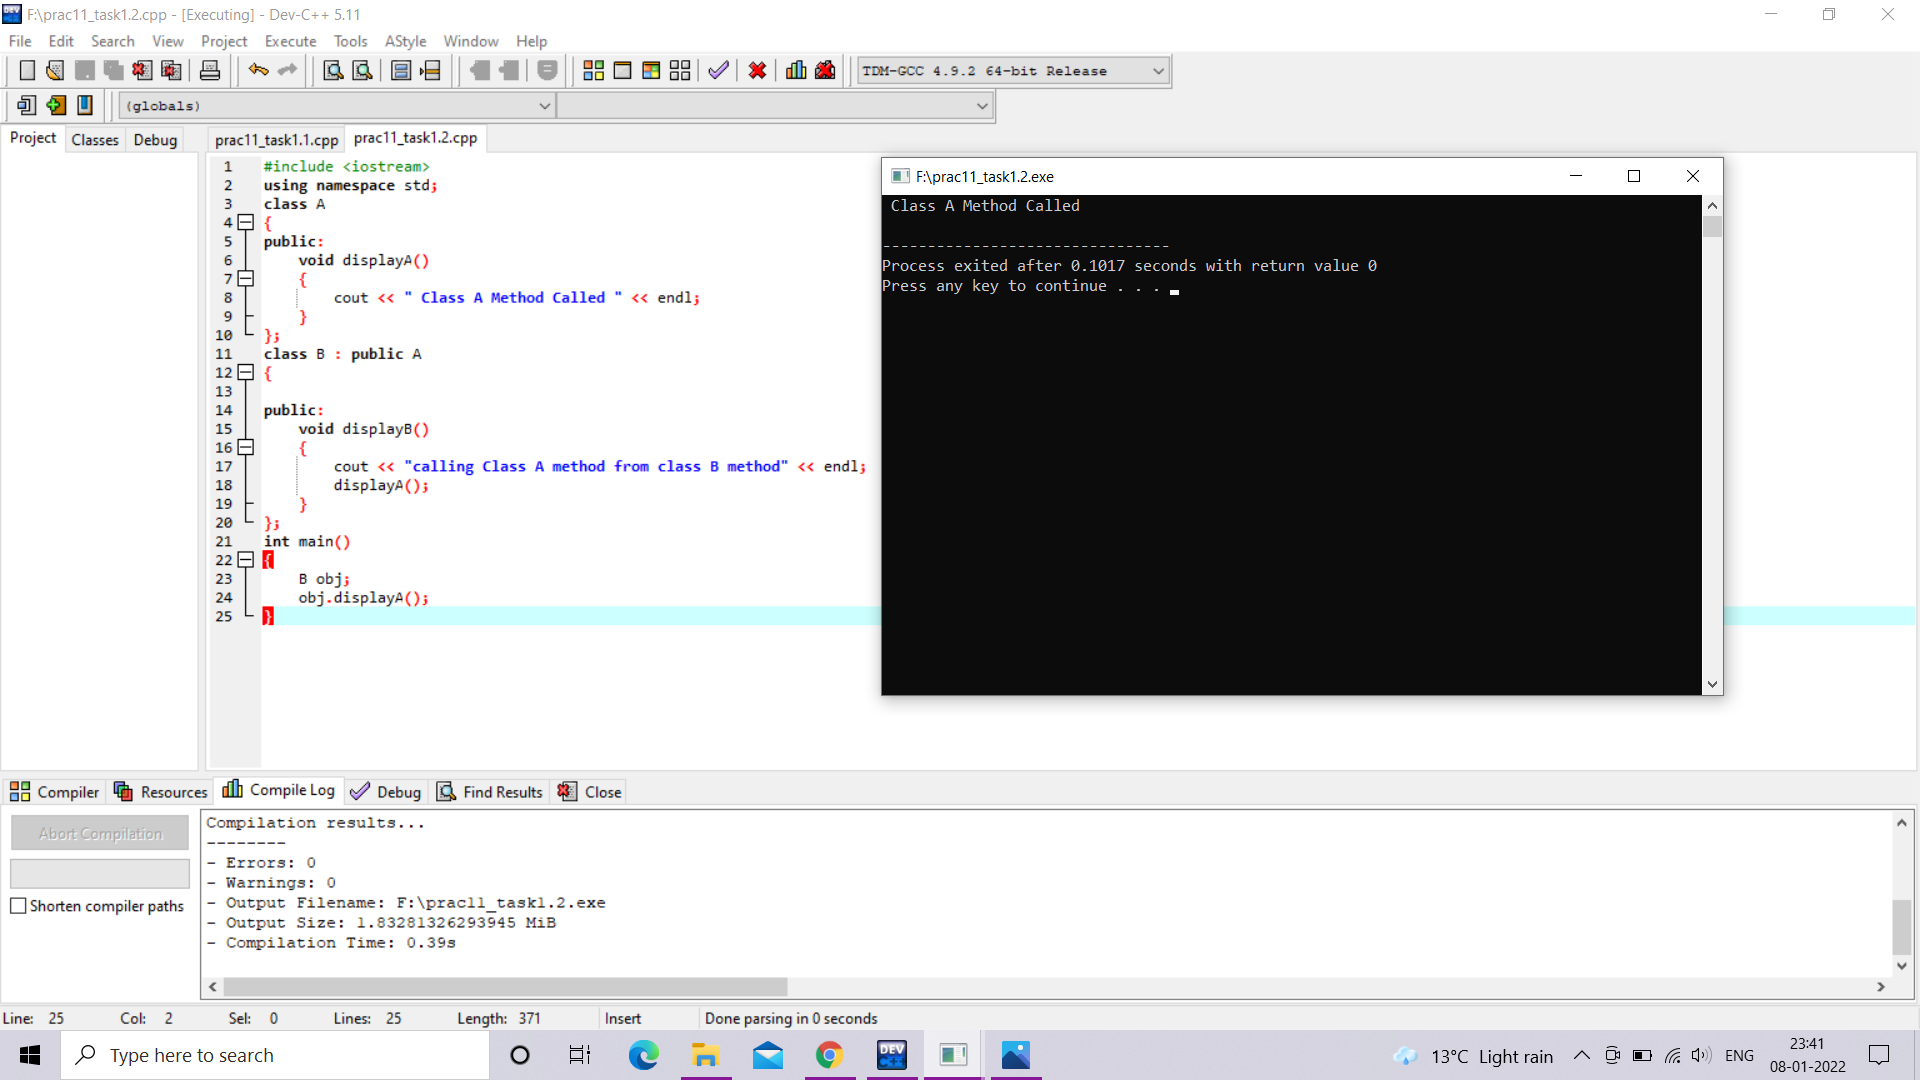 F:\prac11_task1.2.cpp - [Executing] - Dev-C++ 5.11
File Edit Search View Project Execute Tools AStyle Window Help
TDM-GCC 4.9.2 64-bit Release
(globals)
Project Classes Debug prac11_task1.1.cpp prac11_task1.2.cpp
1 #include <iostream>
2 using namespace std;
3 class A
4 {
5 public:
6 void displayA()
7 {
8 cout << " Class A Method Called " << endl;
9 }
10 };
11 class B : public A
12 {
13
14 public:
15 void displayB()
16 {
17 cout << "calling Class A method from class B method" << endl;
18 displayA();
19 }
20 };
21 int main()
22 {
23 B obj;
24 obj.displayA();
25 }
F:\prac11_task1.2.exe
Class A Method Called
--------------------------------
Process exited after 0.1017 seconds with return value 0
Press any key to continue . . .
Compiler Resources Compile Log Debug Find Results Close
Abort Compilation
Shorten compiler paths
Compilation results...
--------
- Errors: 0
- Warnings: 0
- Output Filename: F:\prac11_task1.2.exe
- Output Size: 1.83281326293945 MiB
- Compilation Time: 0.39s
Line: 25 Col: 2 Sel: 0 Lines: 25 Length: 371 Insert Done parsing in 0 seconds
Type here to search
DEV
13°C Light rain
ENG
23:41
08-01-2022